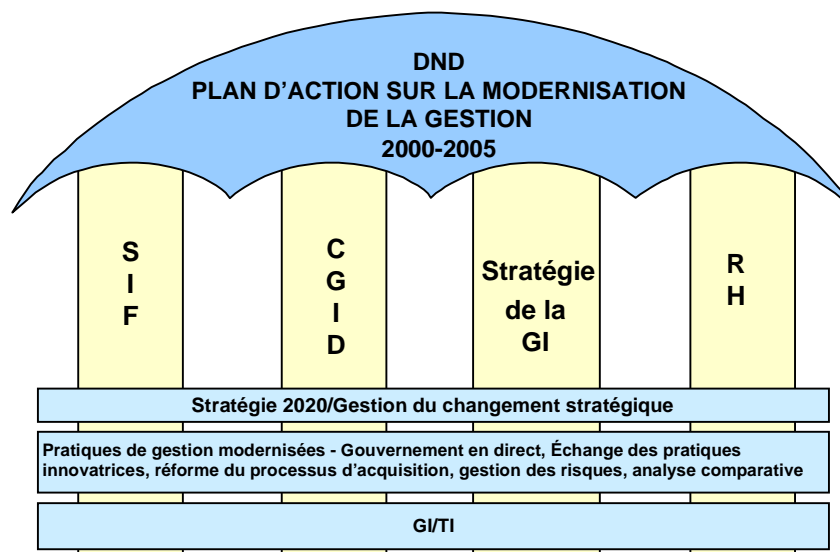 DND
PLAN D'ACTION SUR LA MODERNISATION
DE LA GESTION
2000-2005
S
I
F
C
G
I
D
Stratégie
de la
GI
R
H
Stratégie 2020/Gestion du changement stratégique
Pratiques de gestion modernisées - Gouvernement en direct, Échange des pratiques
innovatrices, réforme du processus d'acquisition, gestion des risques, analyse comparative
GI/TI